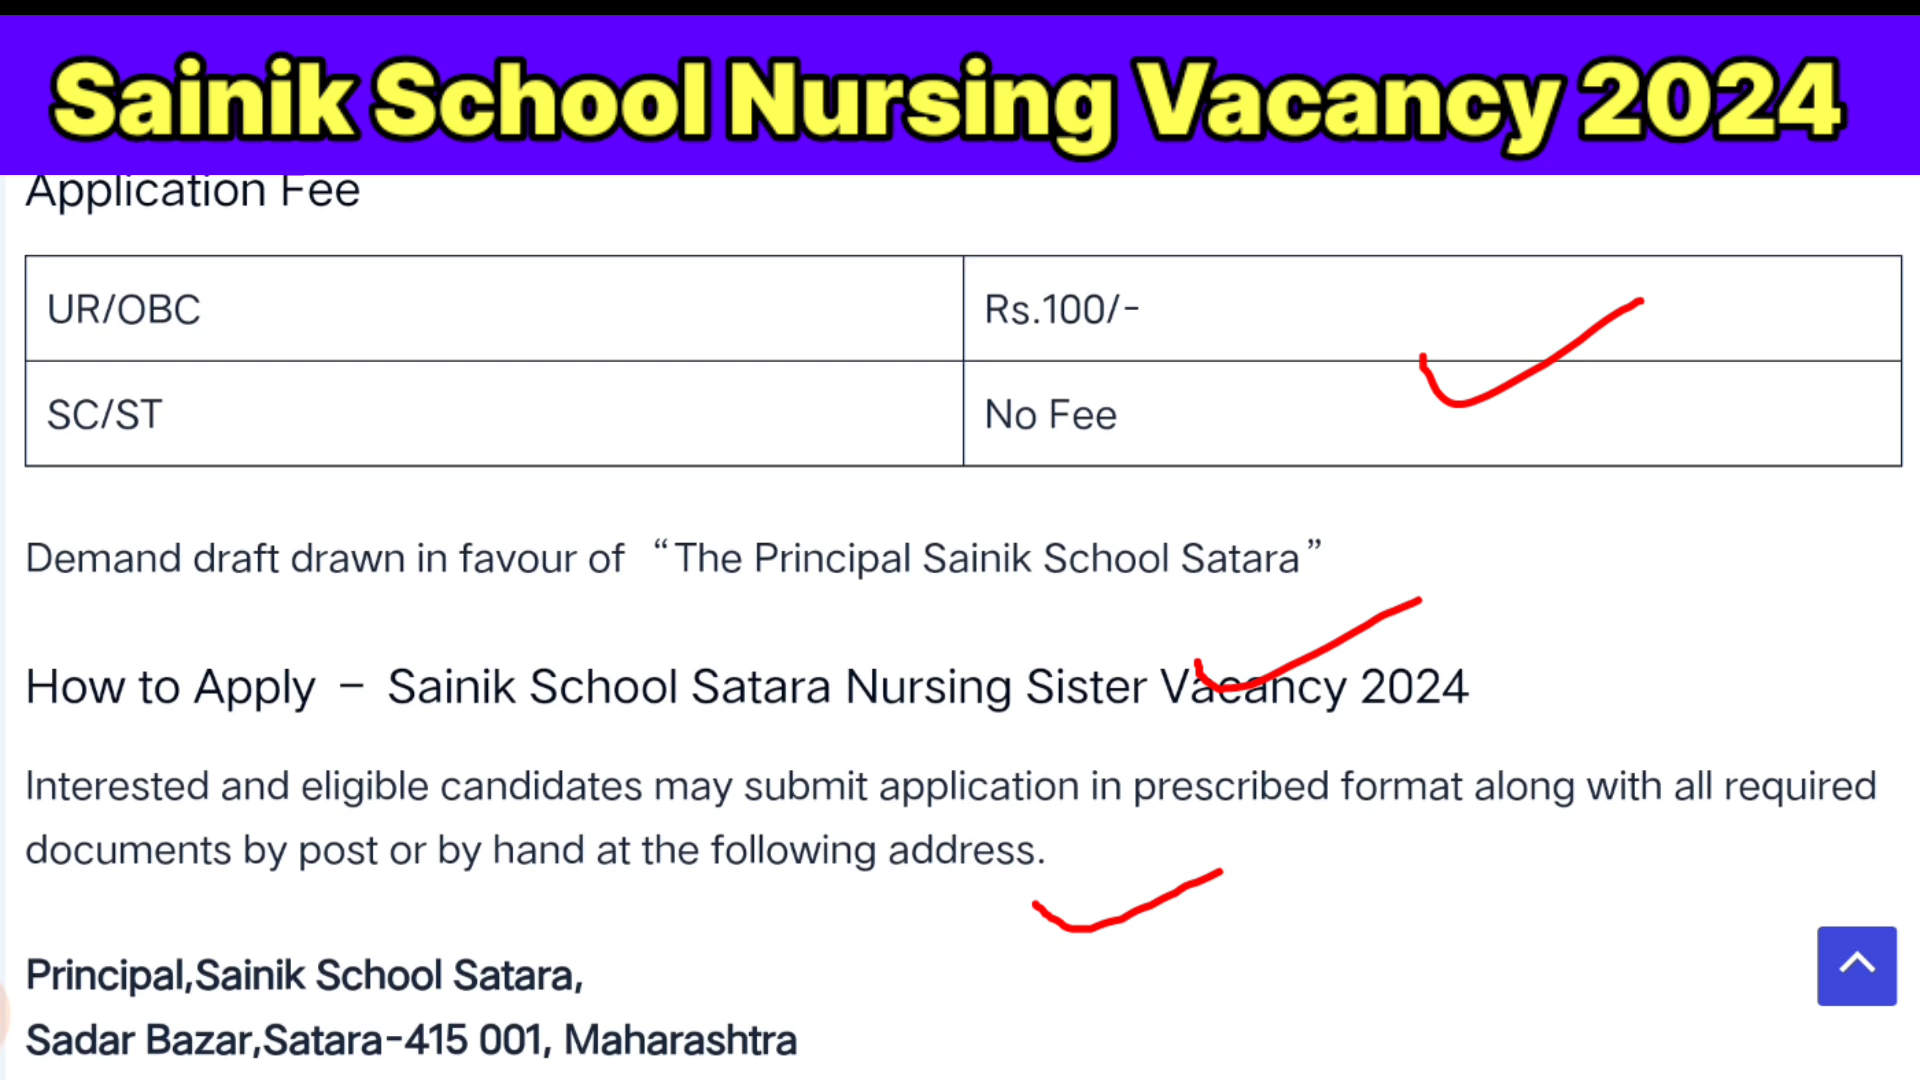 Sainik School Nursing Vacancy 2024
Application Fee
UR/OBC Rs.100/-
SC/ST No Fee
Demand draft drawn in favour of “The Principal Sainik School Satara”
How to Apply – Sainik School Satara Nursing Sister Vacancy 2024
Interested and eligible candidates may submit application in prescribed format along with all required
documents by post or by hand at the following address.
Principal,Sainik School Satara,
Sadar Bazar,Satara-415 001, Maharashtra